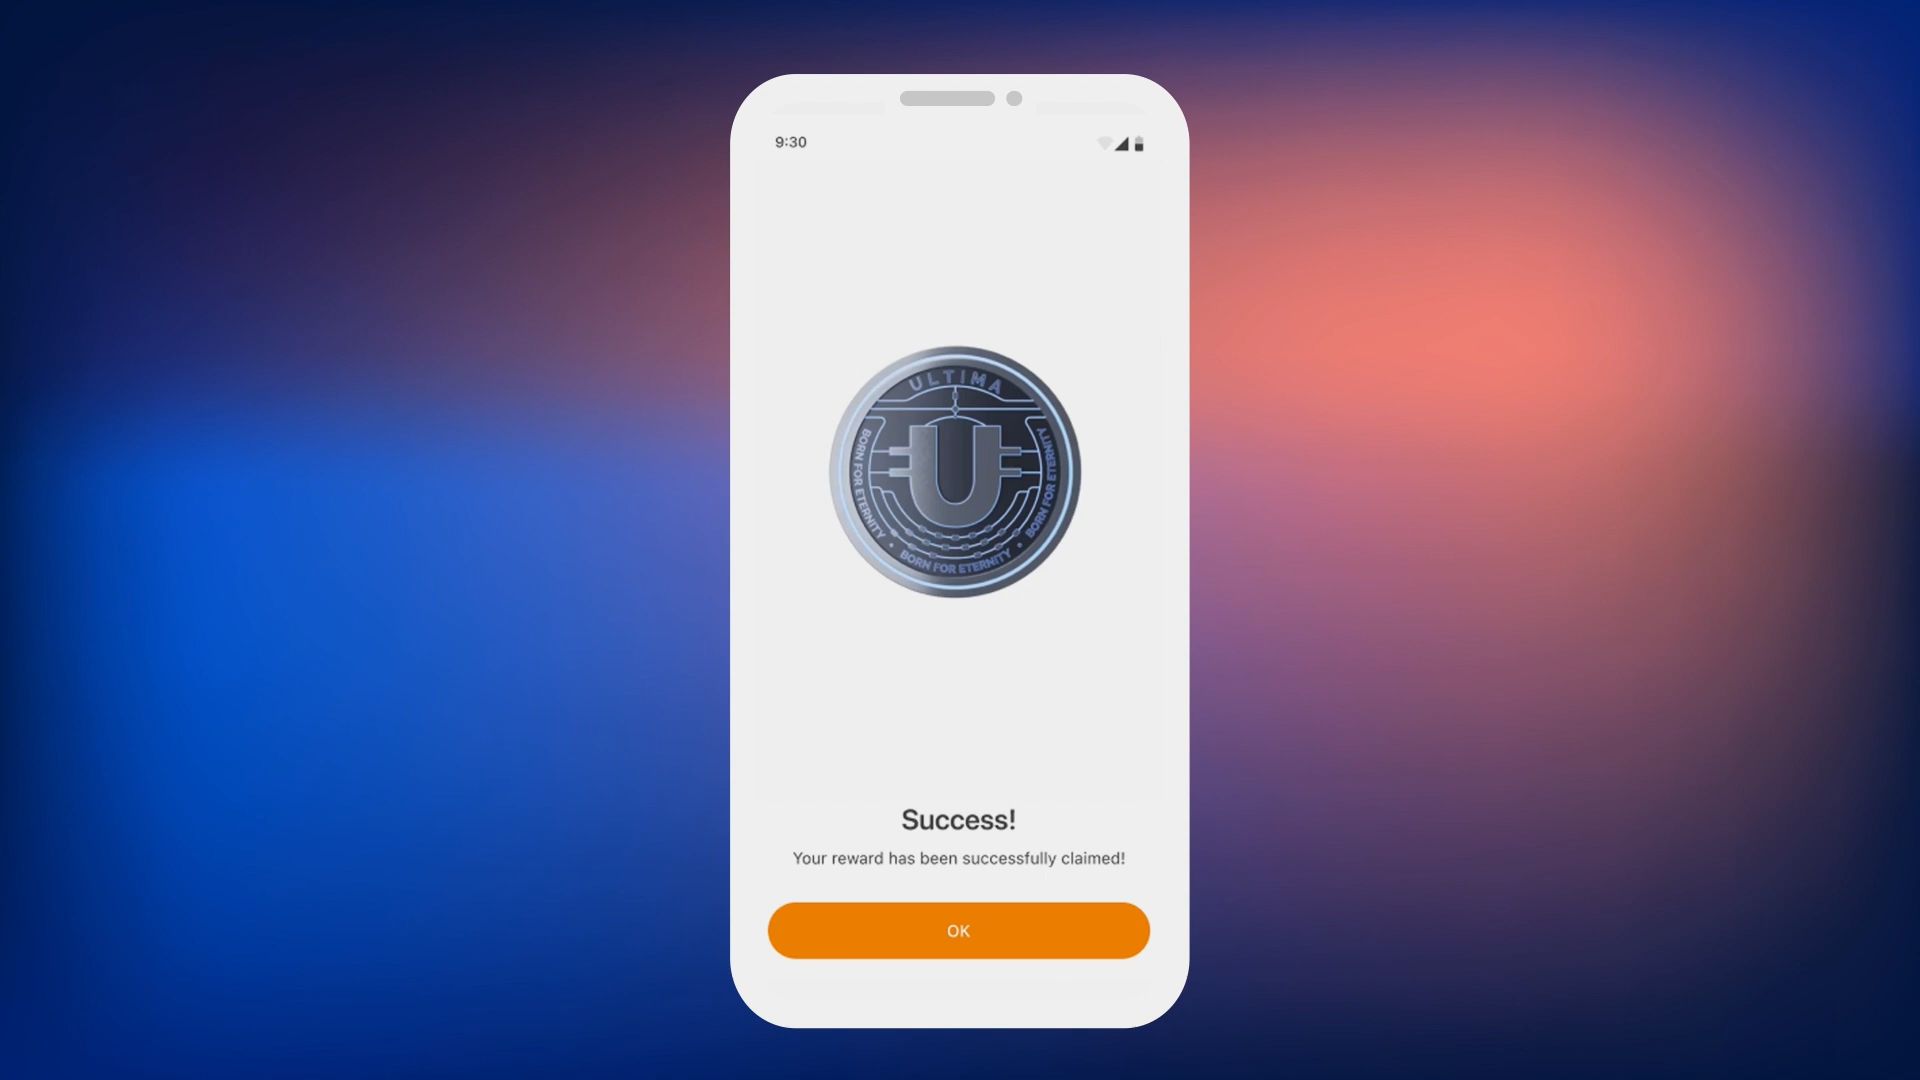 9:30
ULTIMA
BORN FOR ETERNITY • BORN FOR ETERNITY • BORN FOR ETERNITY
U
Success!
Your reward has been successfully claimed!
OK